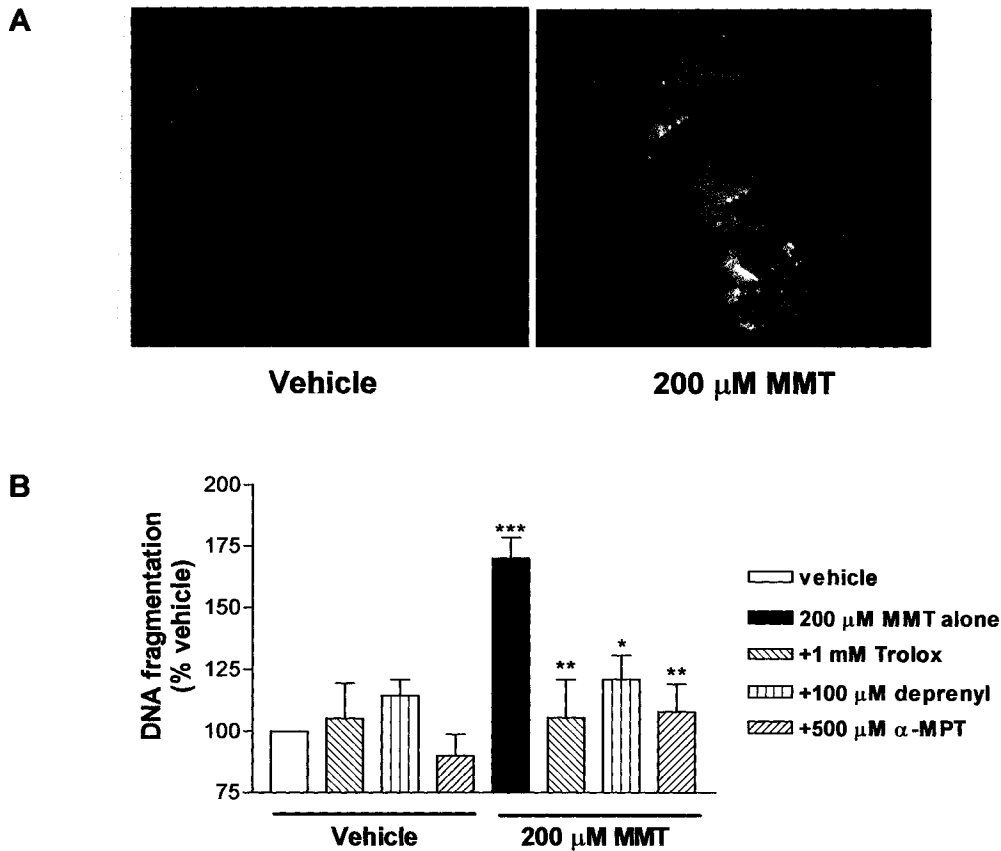 A
Vehicle
200 μM MMT
B
DNA fragmentation
(% vehicle)
200
175
150
125
100
75
***
**
*
**
Vehicle
200 μM MMT
vehicle
200 μM MMT alone
+1 mM Trolox
+100 μM deprenyl
+500 μM α-MPT